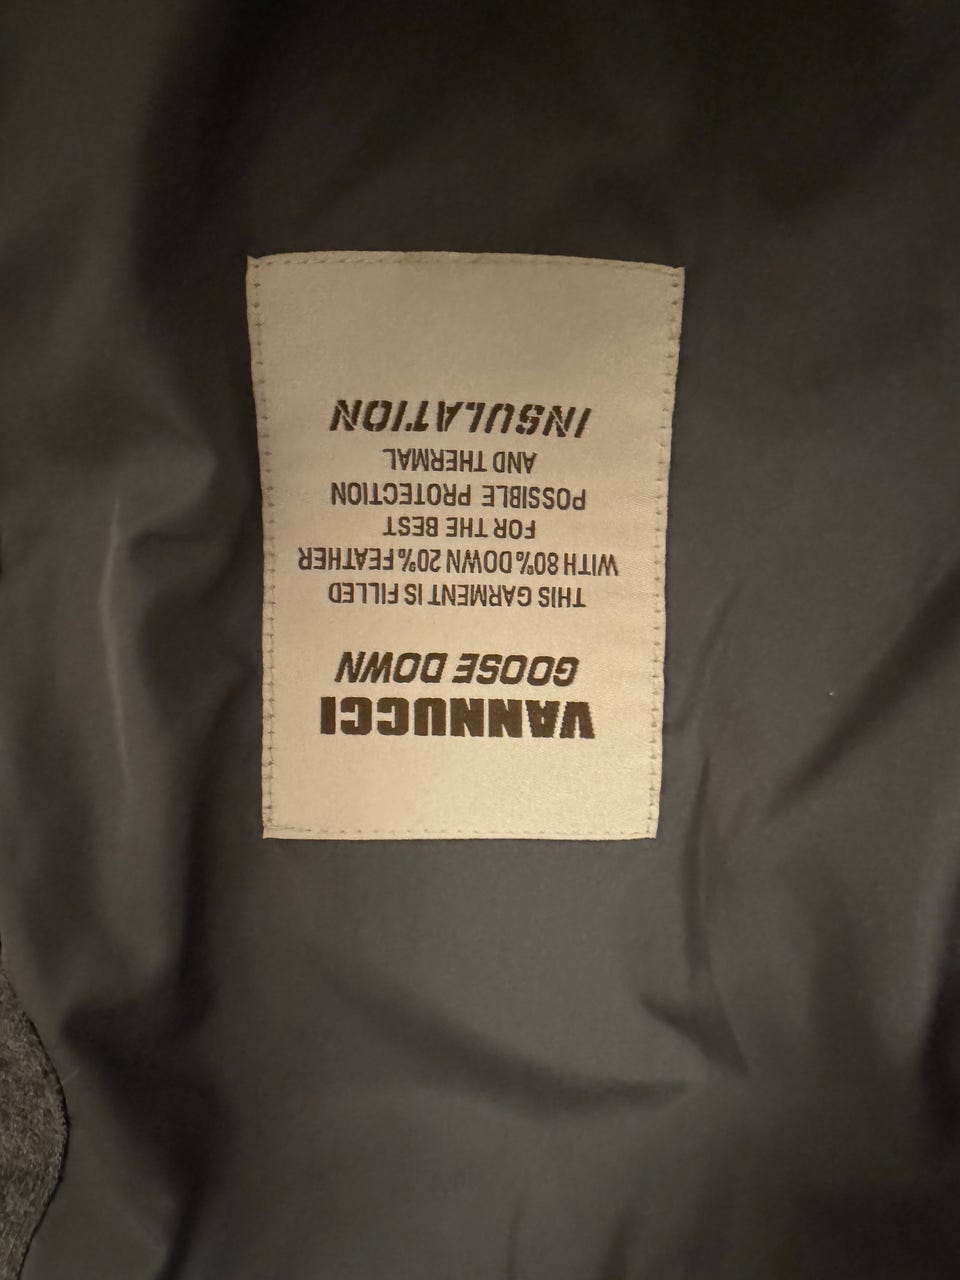 VANNUCCI
GOOSE DOWN
THIS GARMENT IS FILLED
WITH 80% DOWN 20% FEATHER
FOR THE BEST
POSSIBLE PROTECTION
AND THERMAL
INSULATION